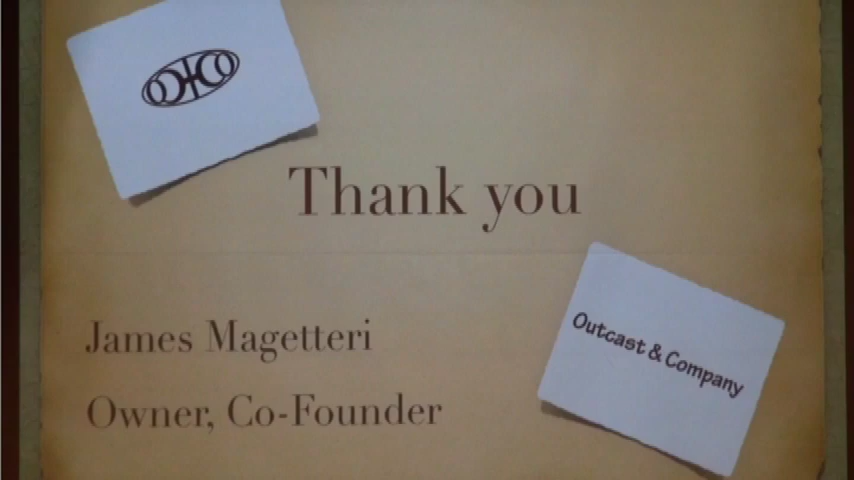 Thank you
Outcast & Company
James Magetteri
Owner, Co-Founder